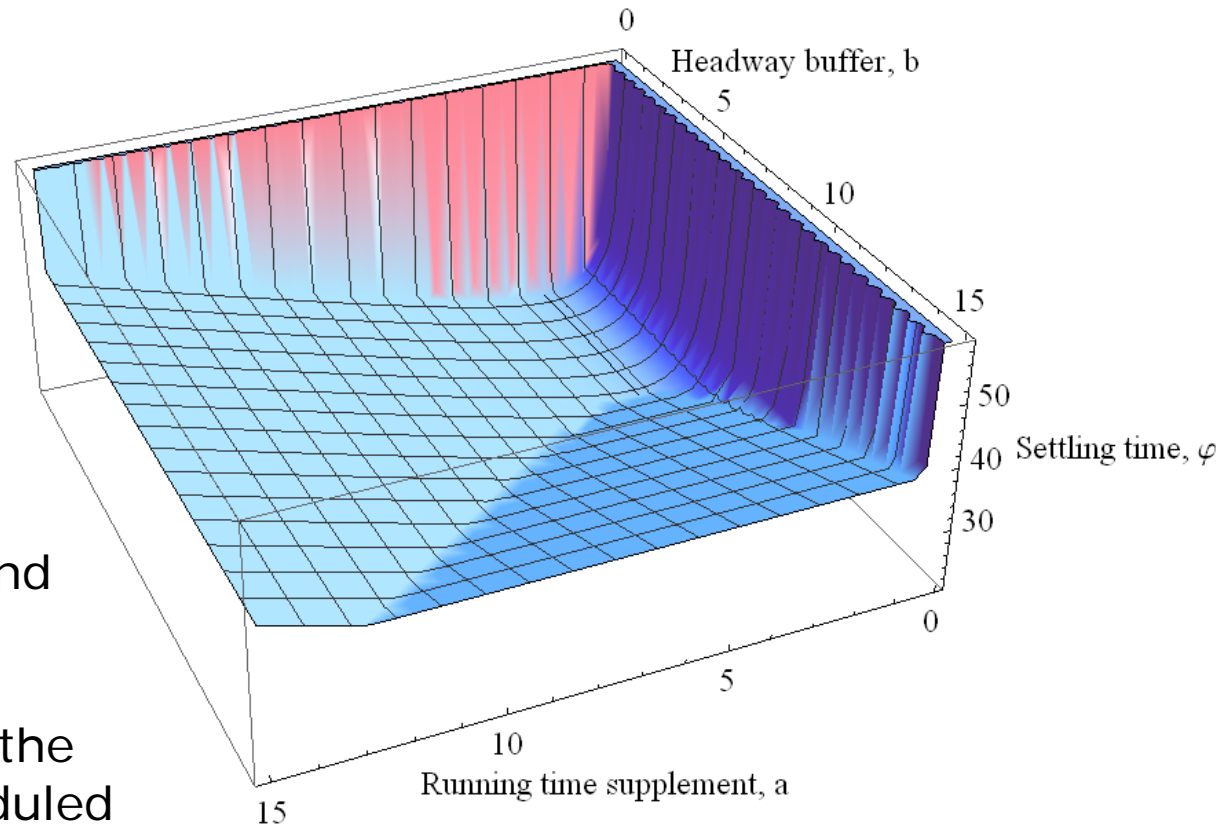 0
Headway buffer, b
5
10
15
50
40 Settling time, φ
30
nd
0
5
the
10
Running time supplement, a
duled
15